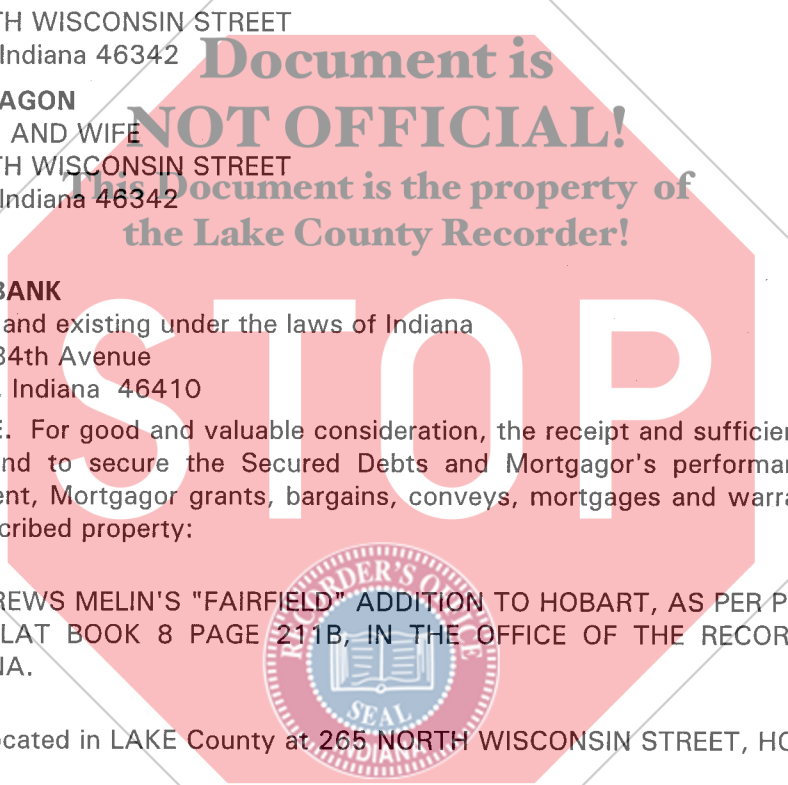 TH WISCONSIN STREET
Indiana 46342
Document is
AGON
AND WIFE
NOT OFFICIAL!
TH WISCONSIN STREET
This Document is the property of
Indiana 46342
the Lake County Recorder!
BANK
and existing under the laws of Indiana
34th Avenue
, Indiana 46410
STOP
E. For good and valuable consideration, the receipt and sufficien
nd to secure the Secured Debts and Mortgagor's performan
ent, Mortgagor grants, bargains, conveys, mortgages and warra
cribed property:
REWS MELIN'S "FAIRFIELD" ADDITION TO HOBART, AS PER P
LAT BOOK 8 PAGE 211B, IN THE OFFICE OF THE RECOR
NA.
RECORDER'S OFFICE
SEAL
INDIANA
ocated in LAKE County at 265 NORTH WISCONSIN STREET, HO